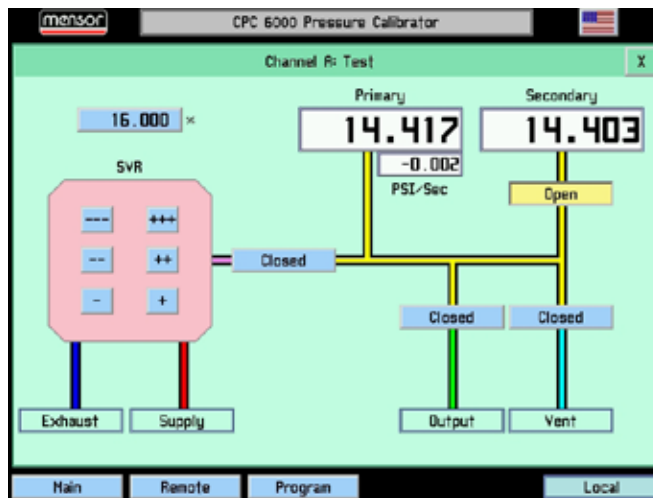 mensor
CPC 6000 Pressure Calibrator
Channel A: Test
X
16.000 %
Primary
14.417
-0.002
PSI/Sec
Secondary
14.403
Open
SVR
--- +++
-- ++
- +
Closed
Closed
Closed
Exhaust
Supply
Output
Vent
Main
Remote
Program
Local